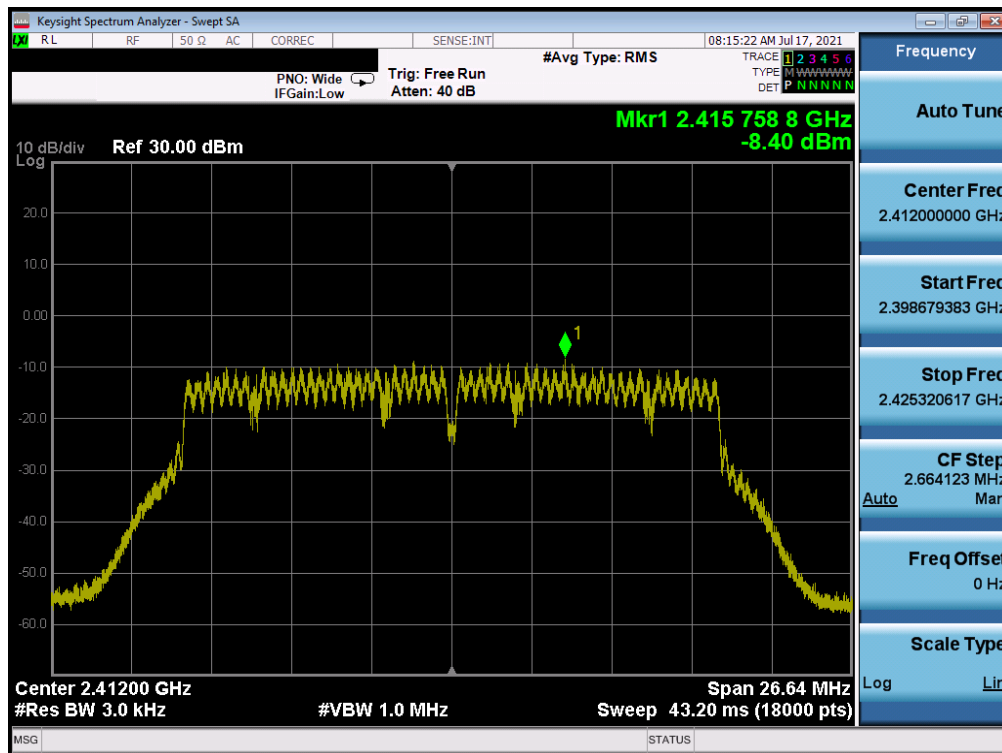 Keysight Spectrum Analyzer - Swept SA
LXI RL RF 50 Ω AC CORREC SENSE:INT 08:15:22 AM Jul 17, 2021
#Avg Type: RMS
TRACE 1 2 3 4 5 6
PNO: Wide Trig: Free Run
TYPE M W W W W W
IFGain:Low Atten: 40 dB
DET P N N N N N
Mkr1 2.415 758 8 GHz
-8.40 dBm
10 dB/div Ref 30.00 dBm
Log
20.0
10.0
0.00
1
-10.0
-20.0
-30.0
-40.0
-50.0
-60.0
Center 2.41200 GHz Span 26.64 MHz
#Res BW 3.0 kHz #VBW 1.0 MHz Sweep 43.20 ms (18000 pts)
MSG STATUS
Frequency
Auto Tune
Center Freq
2.412000000 GHz
Start Freq
2.398679383 GHz
Stop Freq
2.425320617 GHz
CF Step
2.664123 MHz
Auto Man
Freq Offset
0 Hz
Scale Type
Log Lin